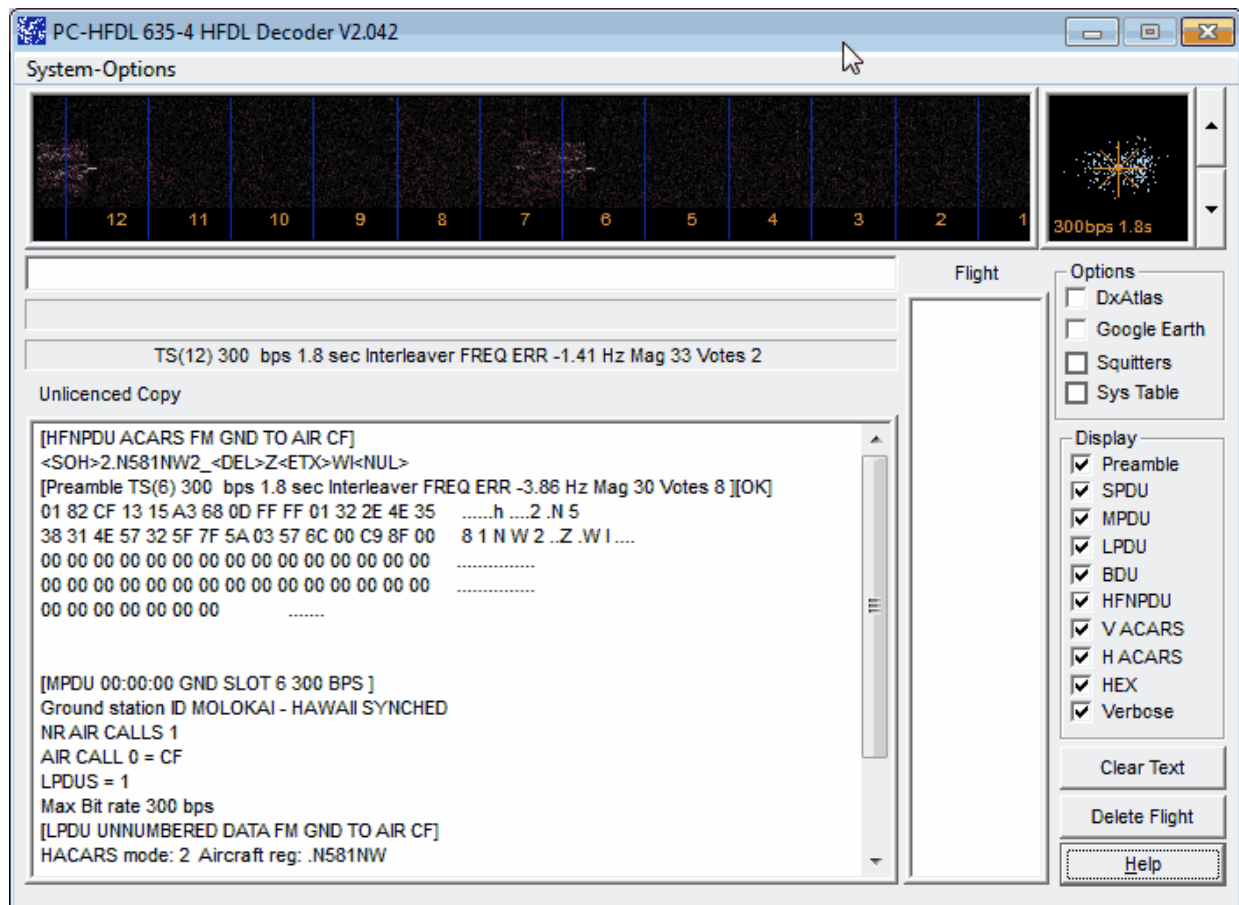 PC-HFDL 635-4 HFDL Decoder V2.042
System-Options
12 11 10 9 8 7 6 5 4 3 2 1
300bps 1.8s
Flight
TS(12) 300 bps 1.8 sec Interleaver FREQ ERR -1.41 Hz Mag 33 Votes 2
Unlicenced Copy
[HFNPDU ACARS FM GND TO AIR CF]
<SOH>2.N581NW2_<DEL>Z<ETX>WI<NUL>
[Preamble TS(6) 300 bps 1.8 sec Interleaver FREQ ERR -3.86 Hz Mag 30 Votes 8 ][OK]
01 82 CF 13 15 A3 68 0D FF FF 01 32 2E 4E 35 ......h ....2 .N 5
38 31 4E 57 32 5F 7F 5A 03 57 6C 00 C9 8F 00 8 1 N W 2 ..Z .W l ....
00 00 00 00 00 00 00 00 00 00 00 00 00 00 00 ...............
00 00 00 00 00 00 00 00 00 00 00 00 00 00 00 ...............
00 00 00 00 00 00 00 .......
[MPDU 00:00:00 GND SLOT 6 300 BPS ]
Ground station ID MOLOKAI - HAWAII SYNCHED
NR AIR CALLS 1
AIR CALL 0 = CF
LPDUS = 1
Max Bit rate 300 bps
[LPDU UNNUMBERED DATA FM GND TO AIR CF]
HACARS mode: 2 Aircraft reg: .N581NW
Options
DxAtlas
Google Earth
Squitters
Sys Table
Display
Preamble
SPDU
MPDU
LPDU
BDU
HFNPDU
V ACARS
H ACARS
HEX
Verbose
Clear Text
Delete Flight
Help